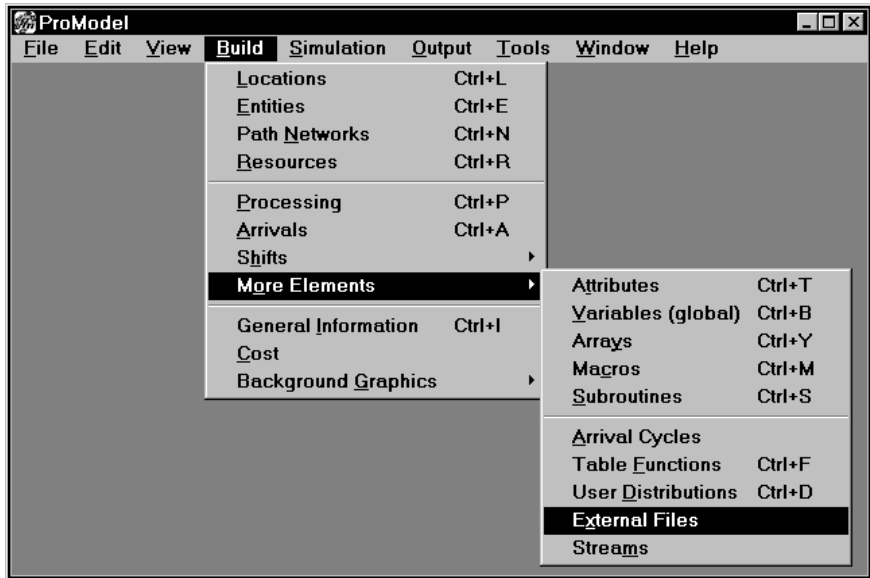 ProModel
File Edit View Build Simulation Output Tools Window Help
Locations Ctrl+L
Entities Ctrl+E
Path Networks Ctrl+N
Resources Ctrl+R
Processing Ctrl+P
Arrivals Ctrl+A
Shifts
More Elements
General Information Ctrl+I
Cost
Background Graphics
Attributes Ctrl+T
Variables (global) Ctrl+B
Arrays Ctrl+Y
Macros Ctrl+M
Subroutines Ctrl+S
Arrival Cycles
Table Functions Ctrl+F
User Distributions Ctrl+D
External Files
Streams